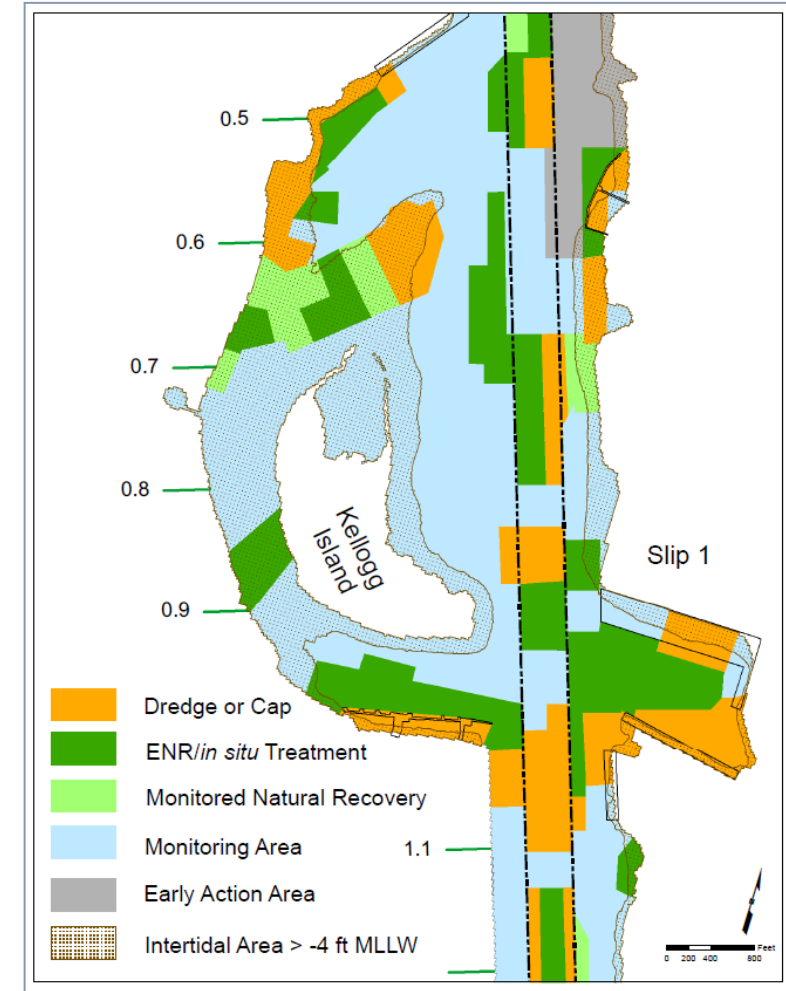 0.5
0.6
0.7
0.8
0.9
Kellogg
Island
Slip 1
Dredge or Cap
ENR/in situ Treatment
Monitored Natural Recovery
Monitoring Area
1.1
Early Action Area
Intertidal Area > -4 ft MLLW
Feet
0 200 400 800